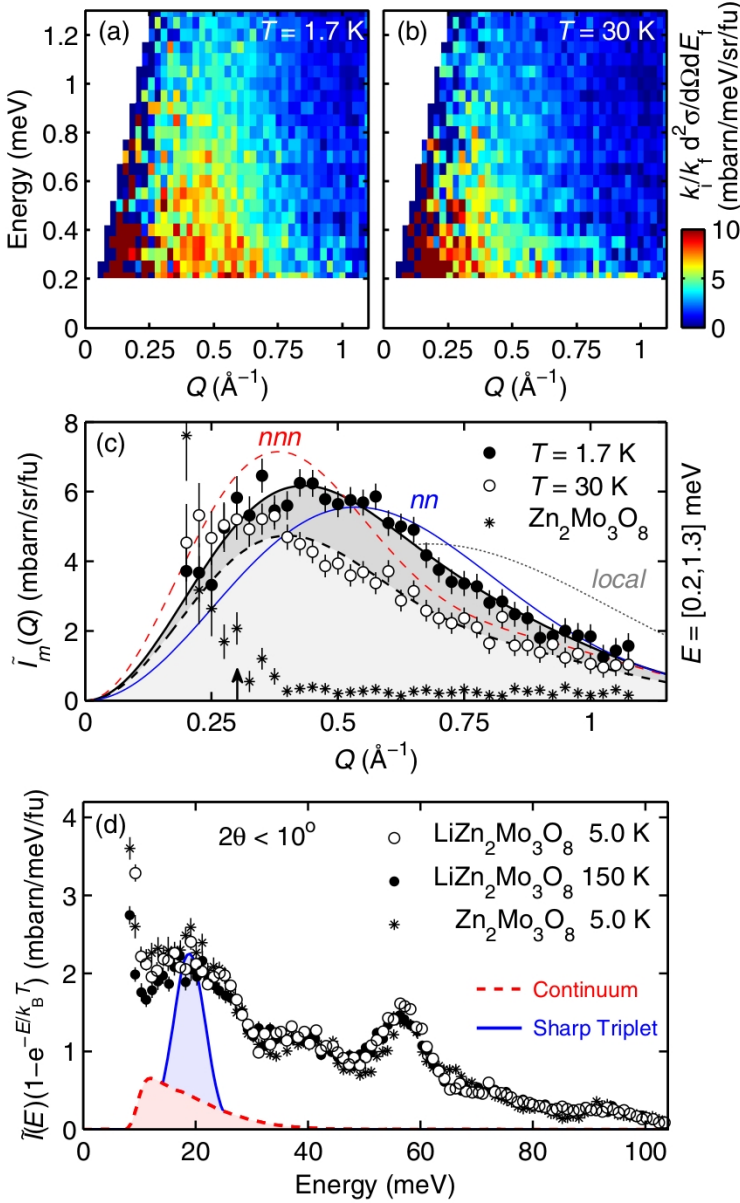 (a) T = 1.7 K
(b) T = 30 K
1.2
1
0.8
0.6
0.4
0.2
0
Energy (meV)
0 0.25 0.5 0.75 1
Q (Å⁻¹)
0 0.25 0.5 0.75 1
Q (Å⁻¹)
k_i/k_f d²σ/dΩdE_f
(mbarn/meV/sr/fu)
10
5
0
(c)
nnn
nn
local
● T = 1.7 K
○ T = 30 K
* Zn₂Mo₃O₈
8
6
4
2
0
Ĩ_m(Q) (mbarn/sr/fu)
E = [0.2,1.3] meV
0 0.25 0.5 0.75 1
Q (Å⁻¹)
(d) 2θ < 10°
○ LiZn₂Mo₃O₈ 5.0 K
● LiZn₂Mo₃O₈ 150 K
* Zn₂Mo₃O₈ 5.0 K
Continuum
Sharp Triplet
4
3
2
1
0
Ĩ(E)(1−e^(−E/k_B T)) (mbarn/meV/fu)
0 20 40 60 80 100
Energy (meV)